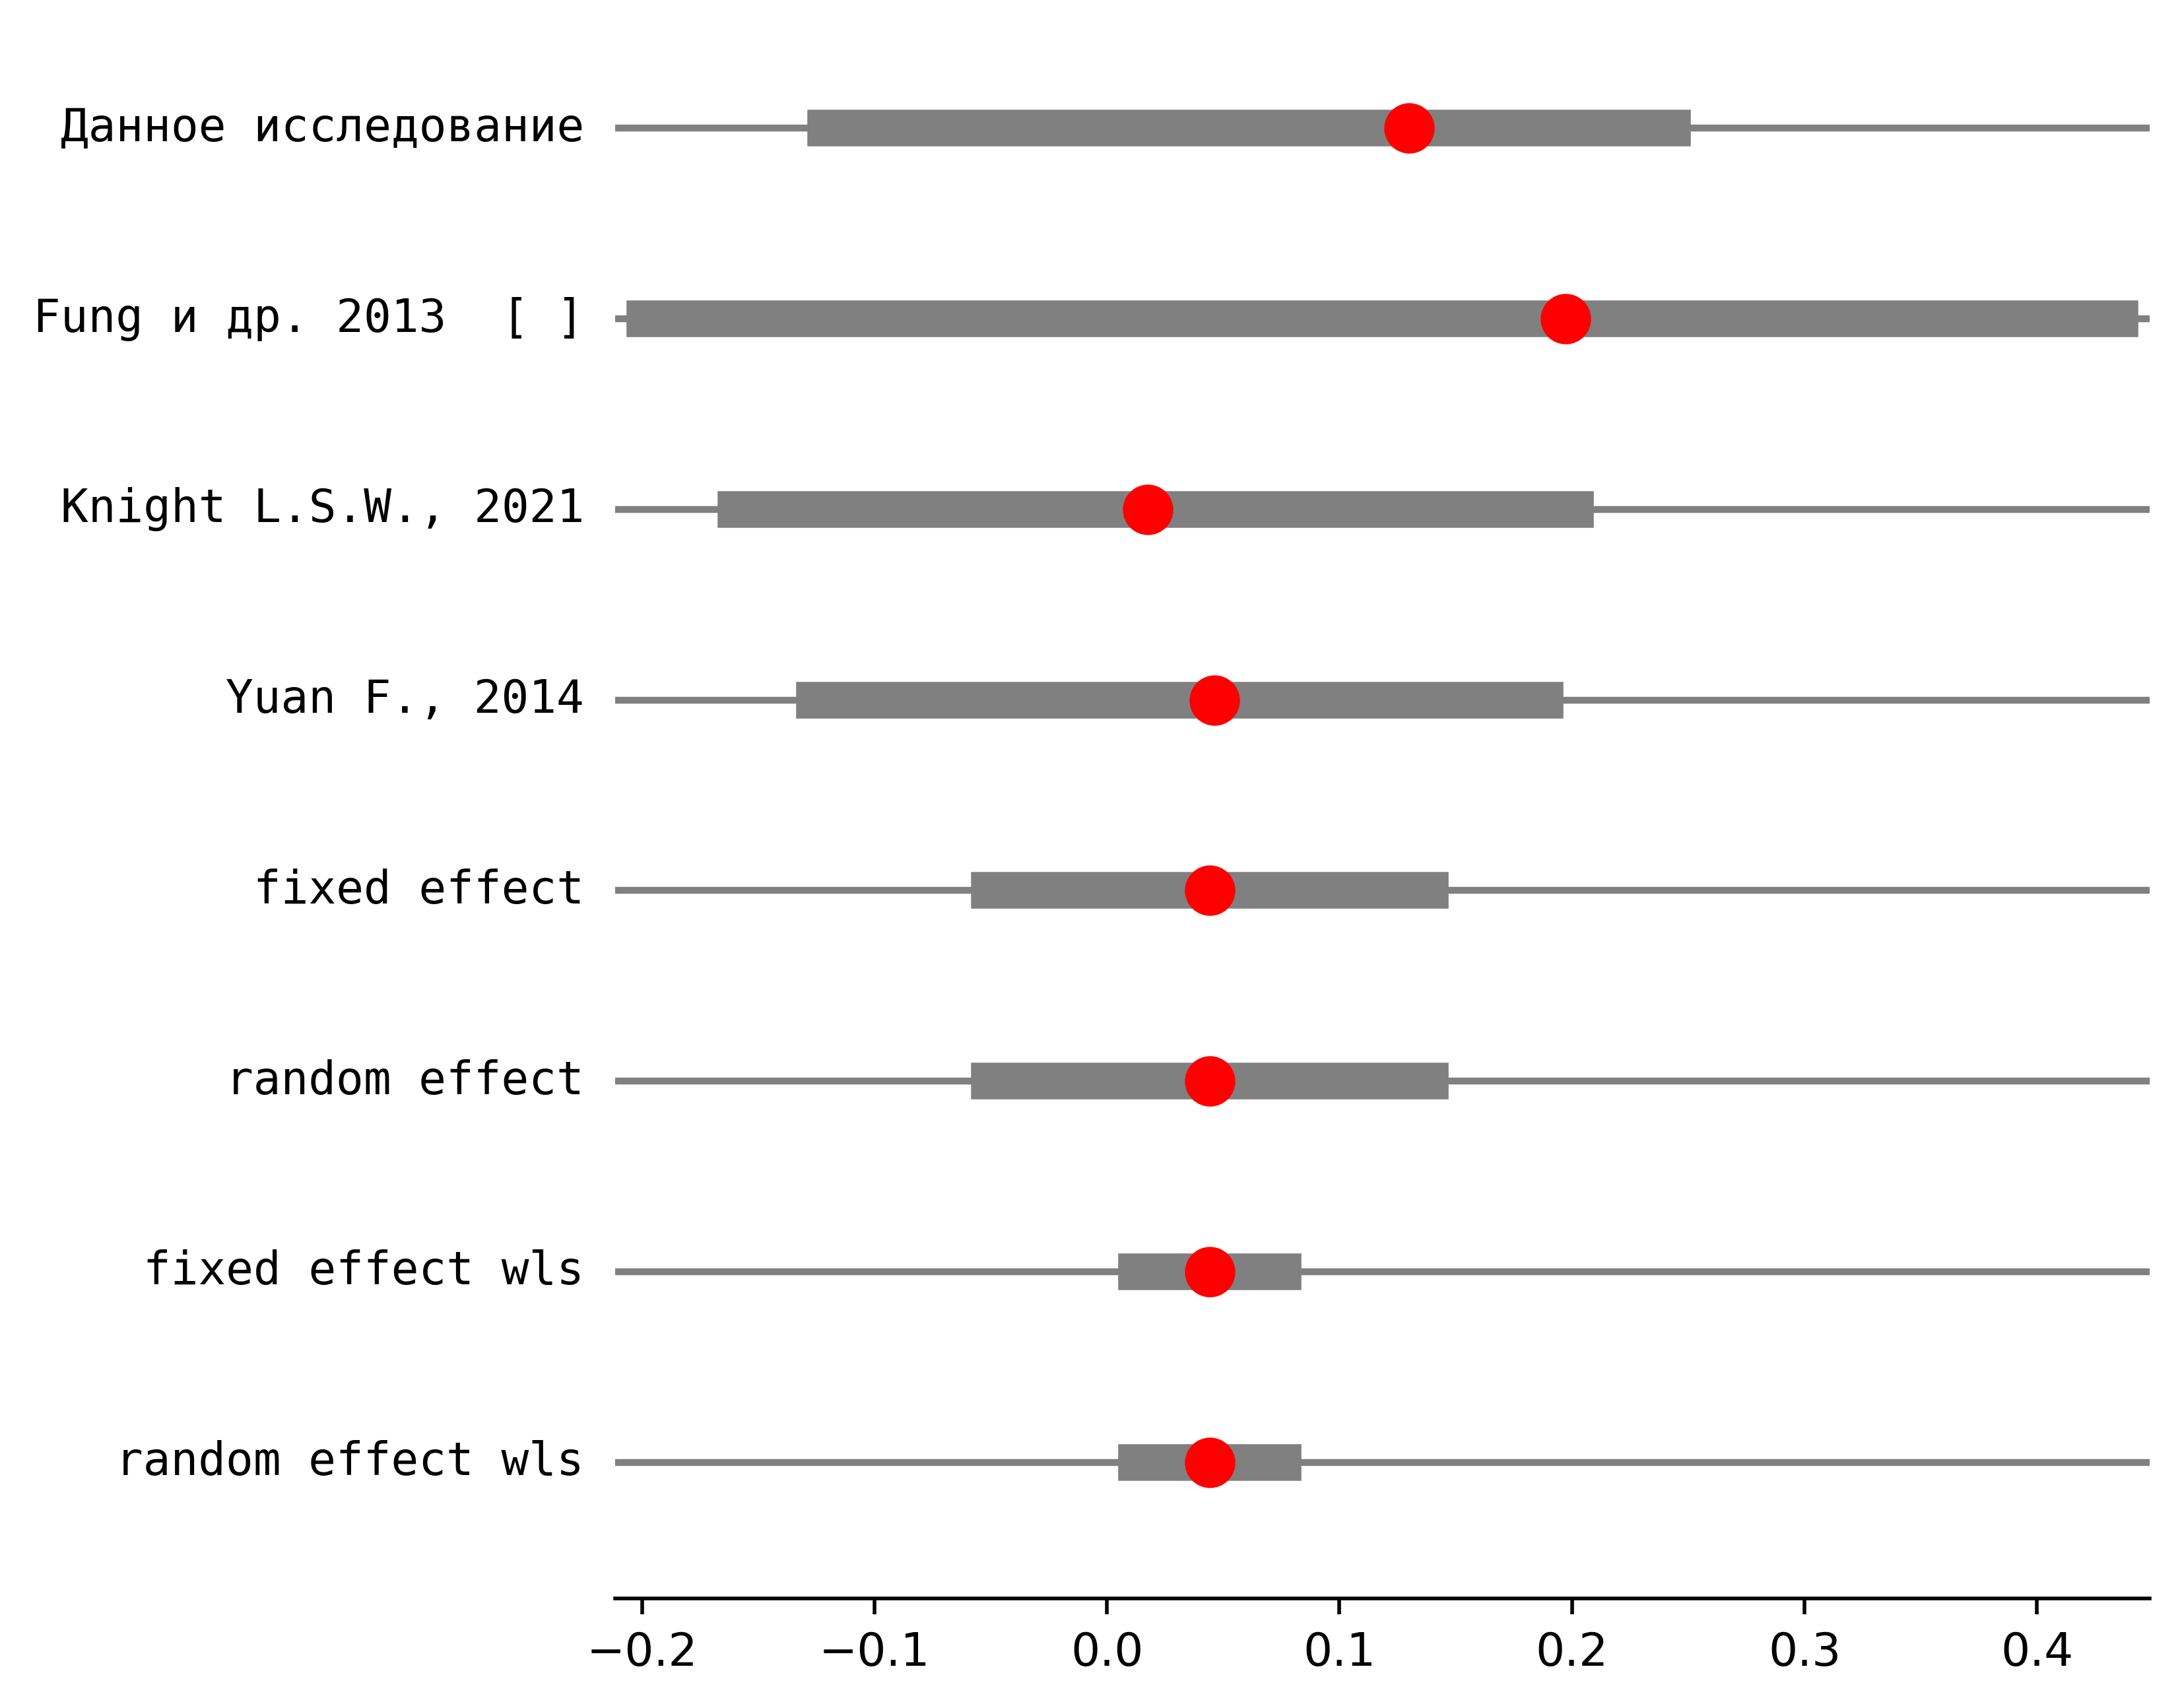 Данное исследование
Fung и др. 2013  [ ]
Knight L.S.W., 2021
Yuan F., 2014
fixed effect
random effect
fixed effect wls
random effect wls
−0.2 −0.1 0.0 0.1 0.2 0.3 0.4